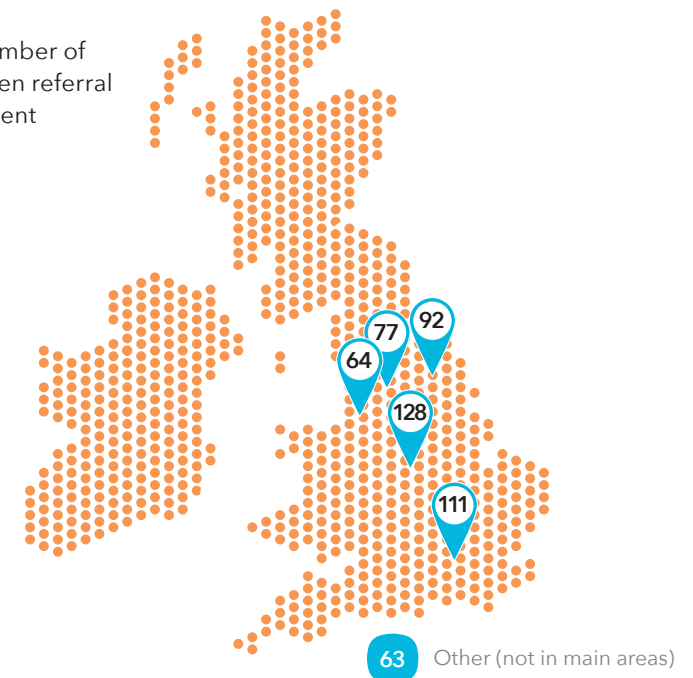 mber of
en referral
ent
92
77
64
128
111
63 Other (not in main areas)